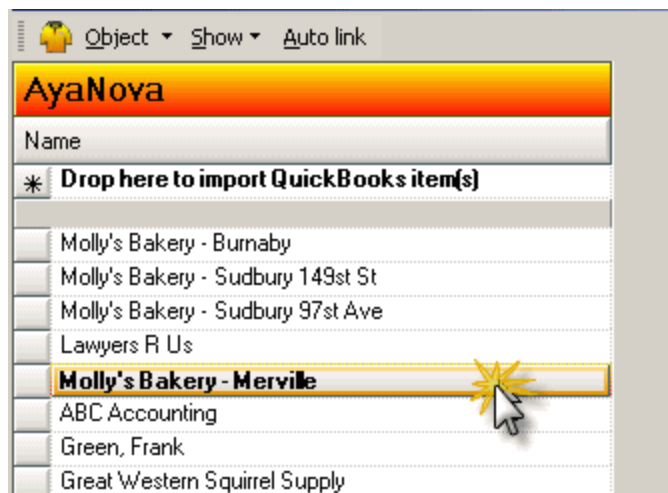 Object Show Auto link
AyaNova
Name
Drop here to import QuickBooks item(s)
Molly's Bakery - Burnaby
Molly's Bakery - Sudbury 149st St
Molly's Bakery - Sudbury 97st Ave
Lawyers R Us
Molly's Bakery - Merville
ABC Accounting
Green, Frank
Great Western Squirrel Supply